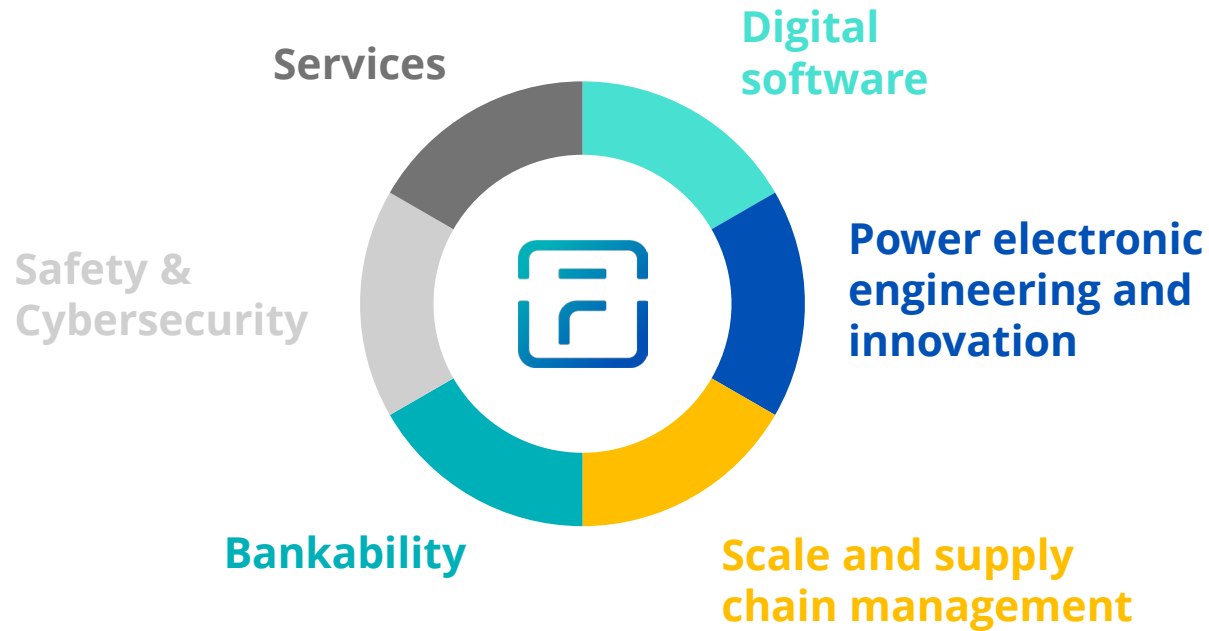 Services
Digital
software
Safety &
Cybersecurity
Power electronic
engineering and
innovation
Bankability
Scale and supply
chain management